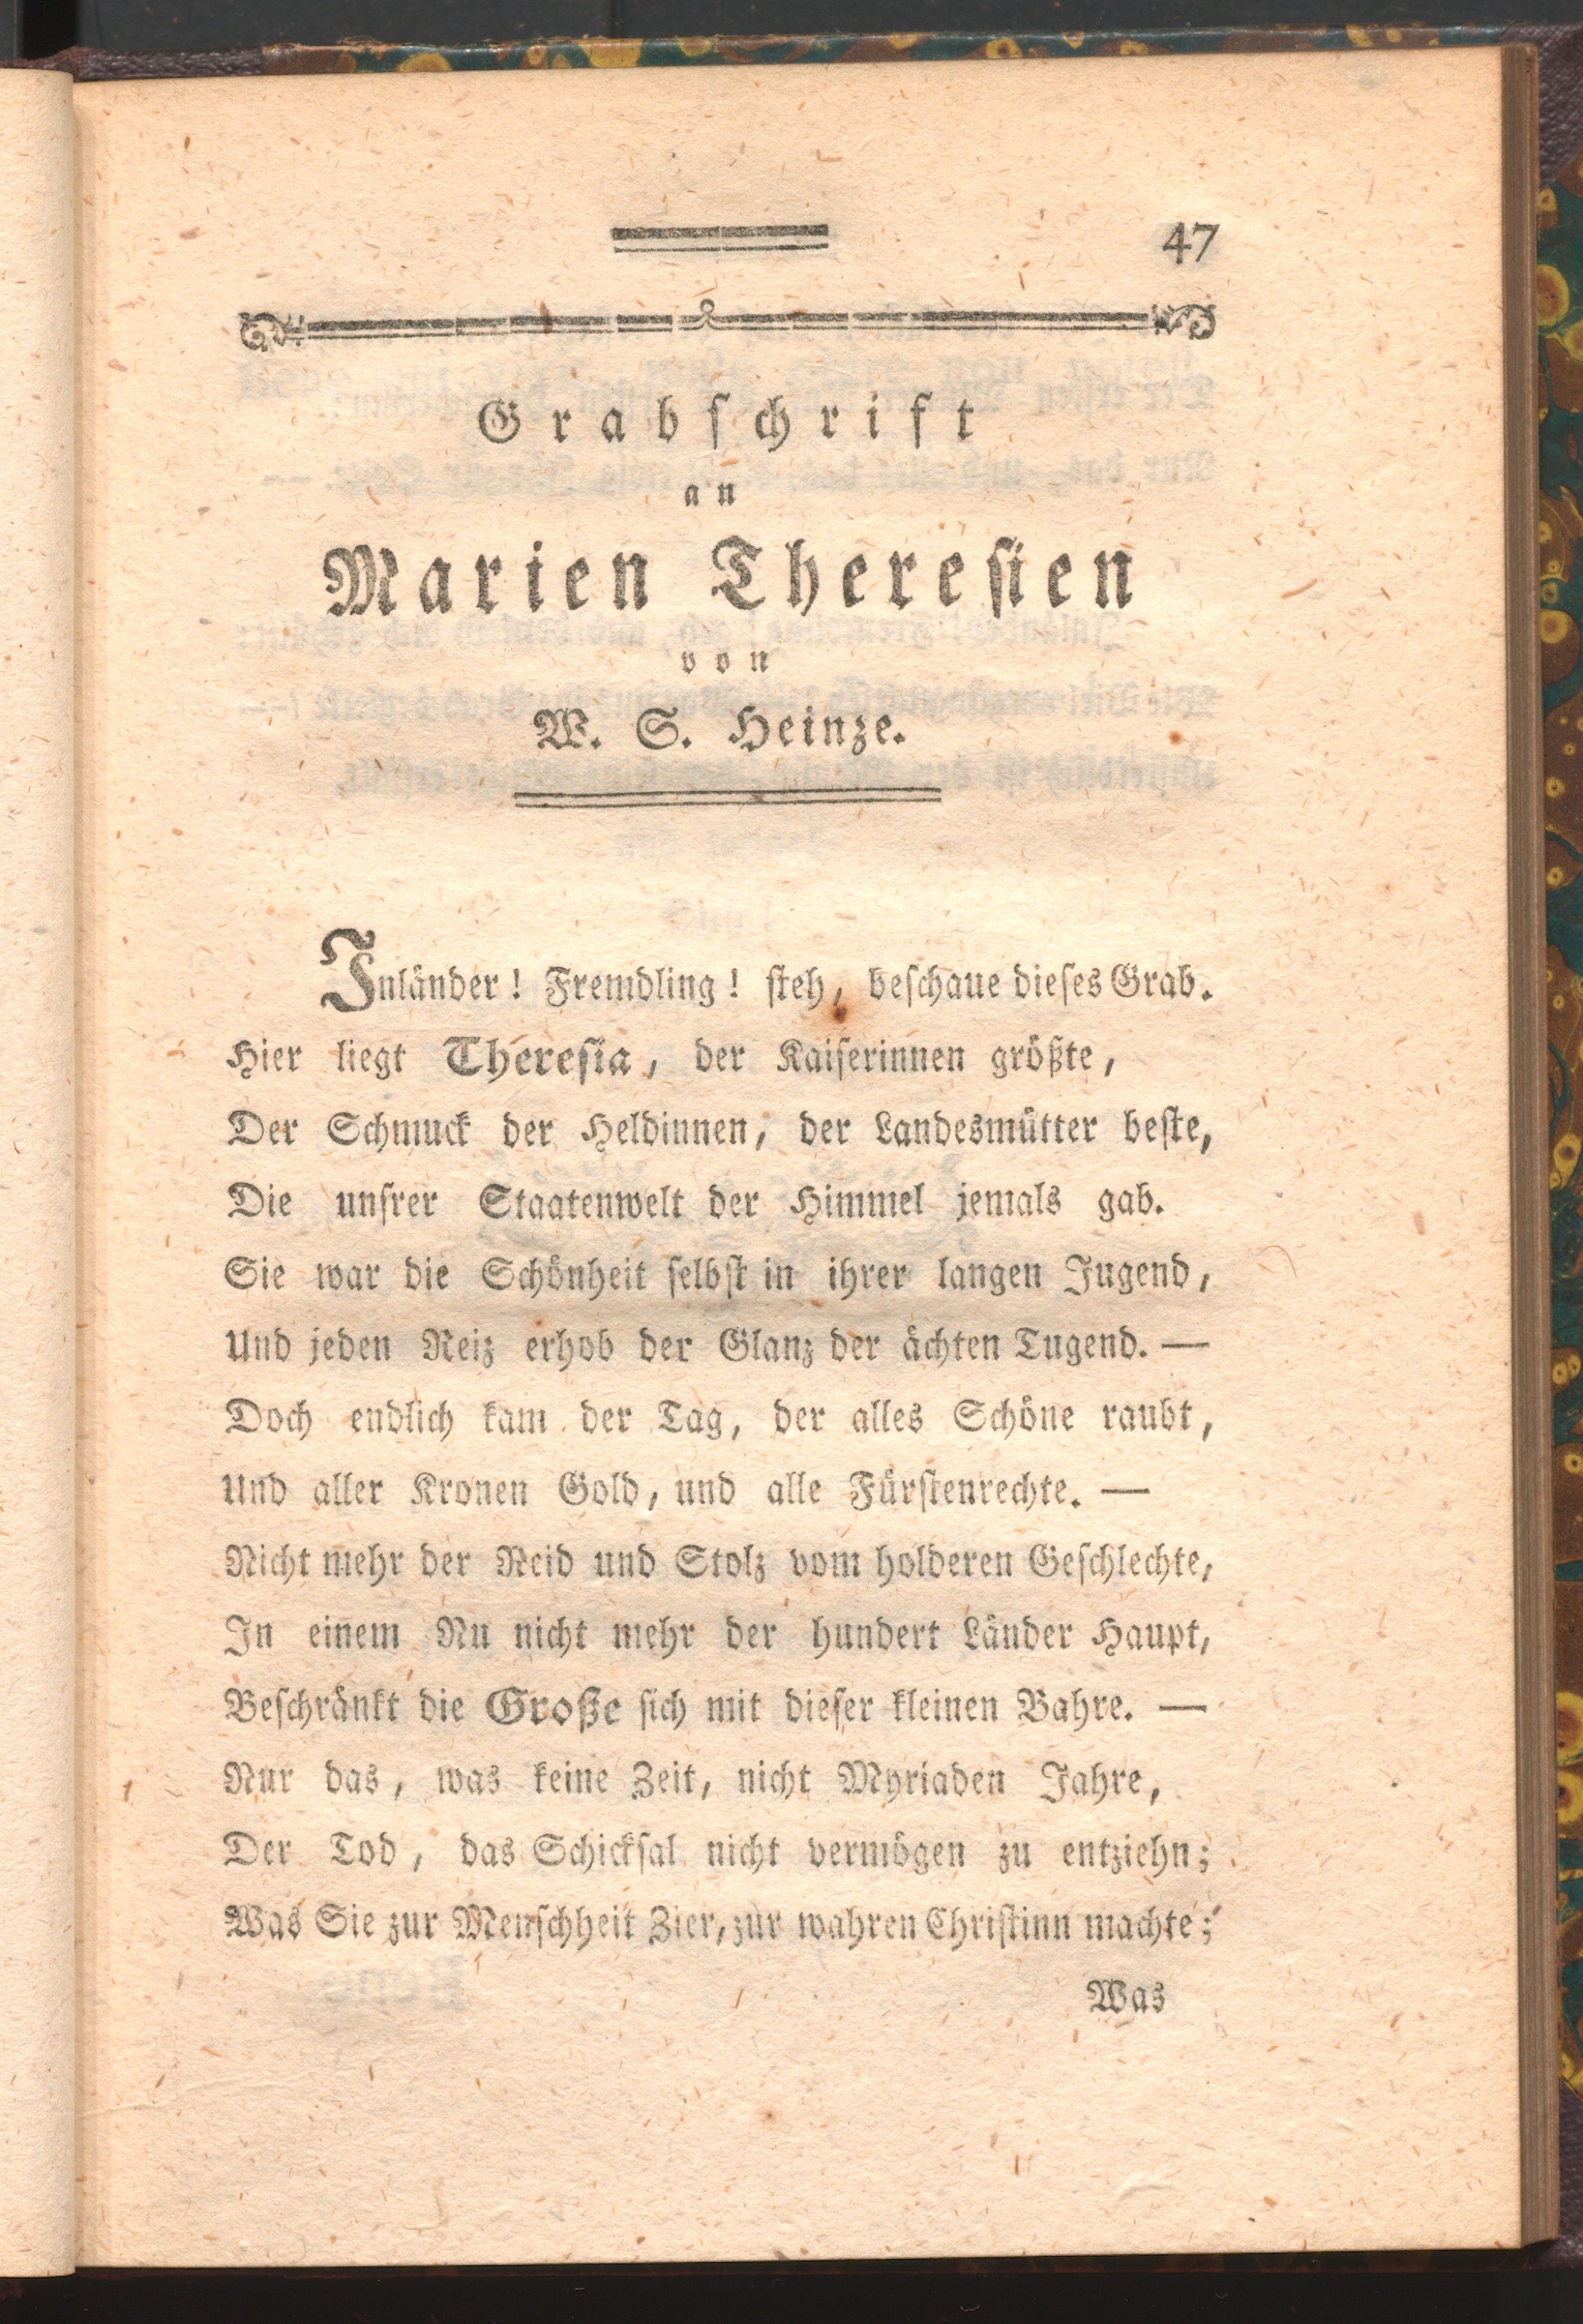 47
Grabschrift
an
Marien Theresien
von
W. S. Heinze.
Inländer! Fremdling! steh, beschaue dieses Grab.
Hier liegt Theresia, der Kaiserinnen größte,
Der Schmuck der Heldinnen, der Landesmütter beste,
Die unsrer Staatenwelt der Himmel jemals gab.
Sie war die Schönheit selbst in ihrer langen Jugend,
Und jeden Reiz erhob der Glanz der ächten Tugend. —
Doch endlich kam der Tag, der alles Schöne raubt,
Und aller Kronen Gold, und alle Fürstenrechte. —
Nicht mehr der Neid und Stolz vom holderen Geschlechte,
In einem Nu nicht mehr der hundert Länder Haupt,
Beschränkt die Große sich mit dieser kleinen Bahre. —
Nur das, was keine Zeit, nicht Myriaden Jahre,
Der Tod, das Schicksal nicht vermögen zu entziehn;
Was Sie zur Menschheit Zier, zur wahren Christinn machte;
Was